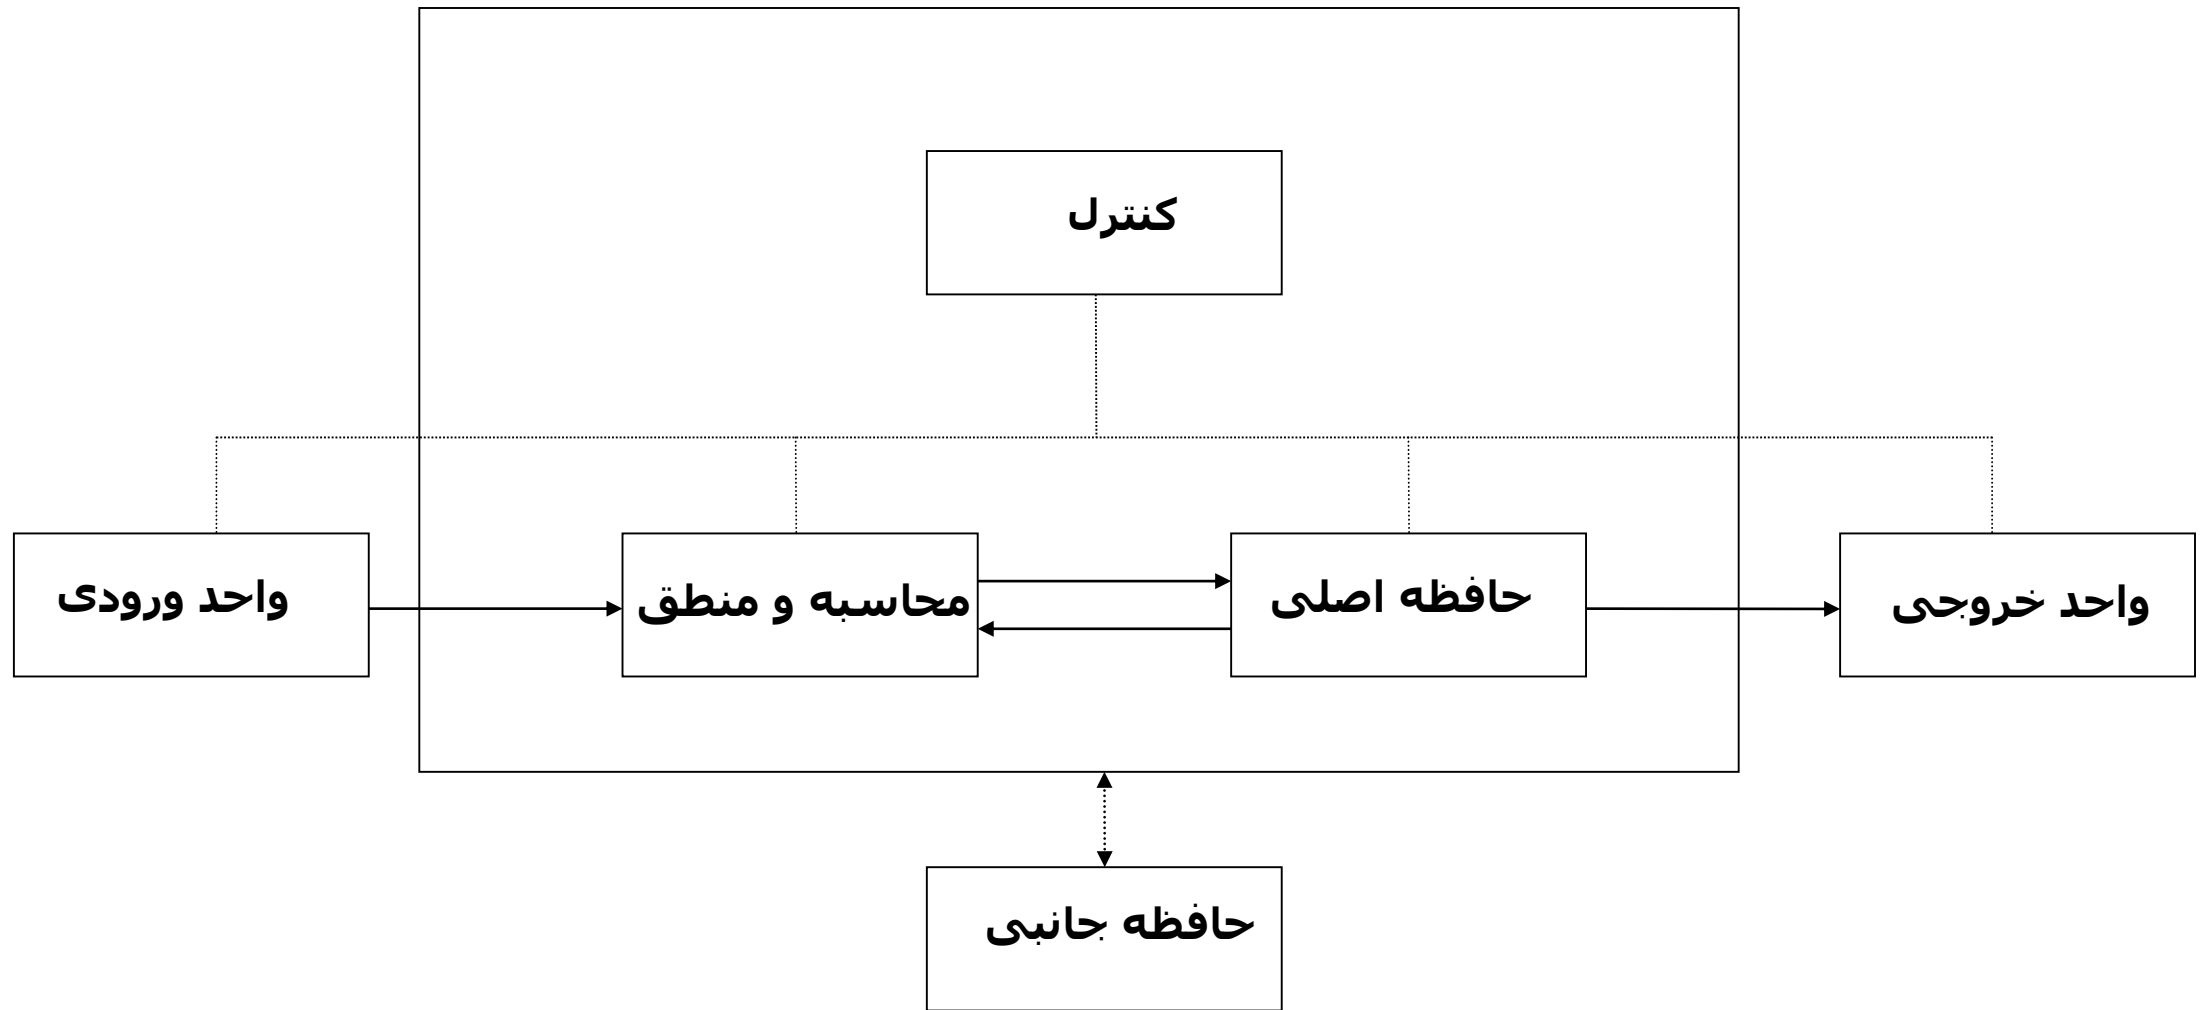 کنترل
واحد ورودی
محاسبه و منطق
حافظه اصلی
واحد خروجی
حافظه جانبی